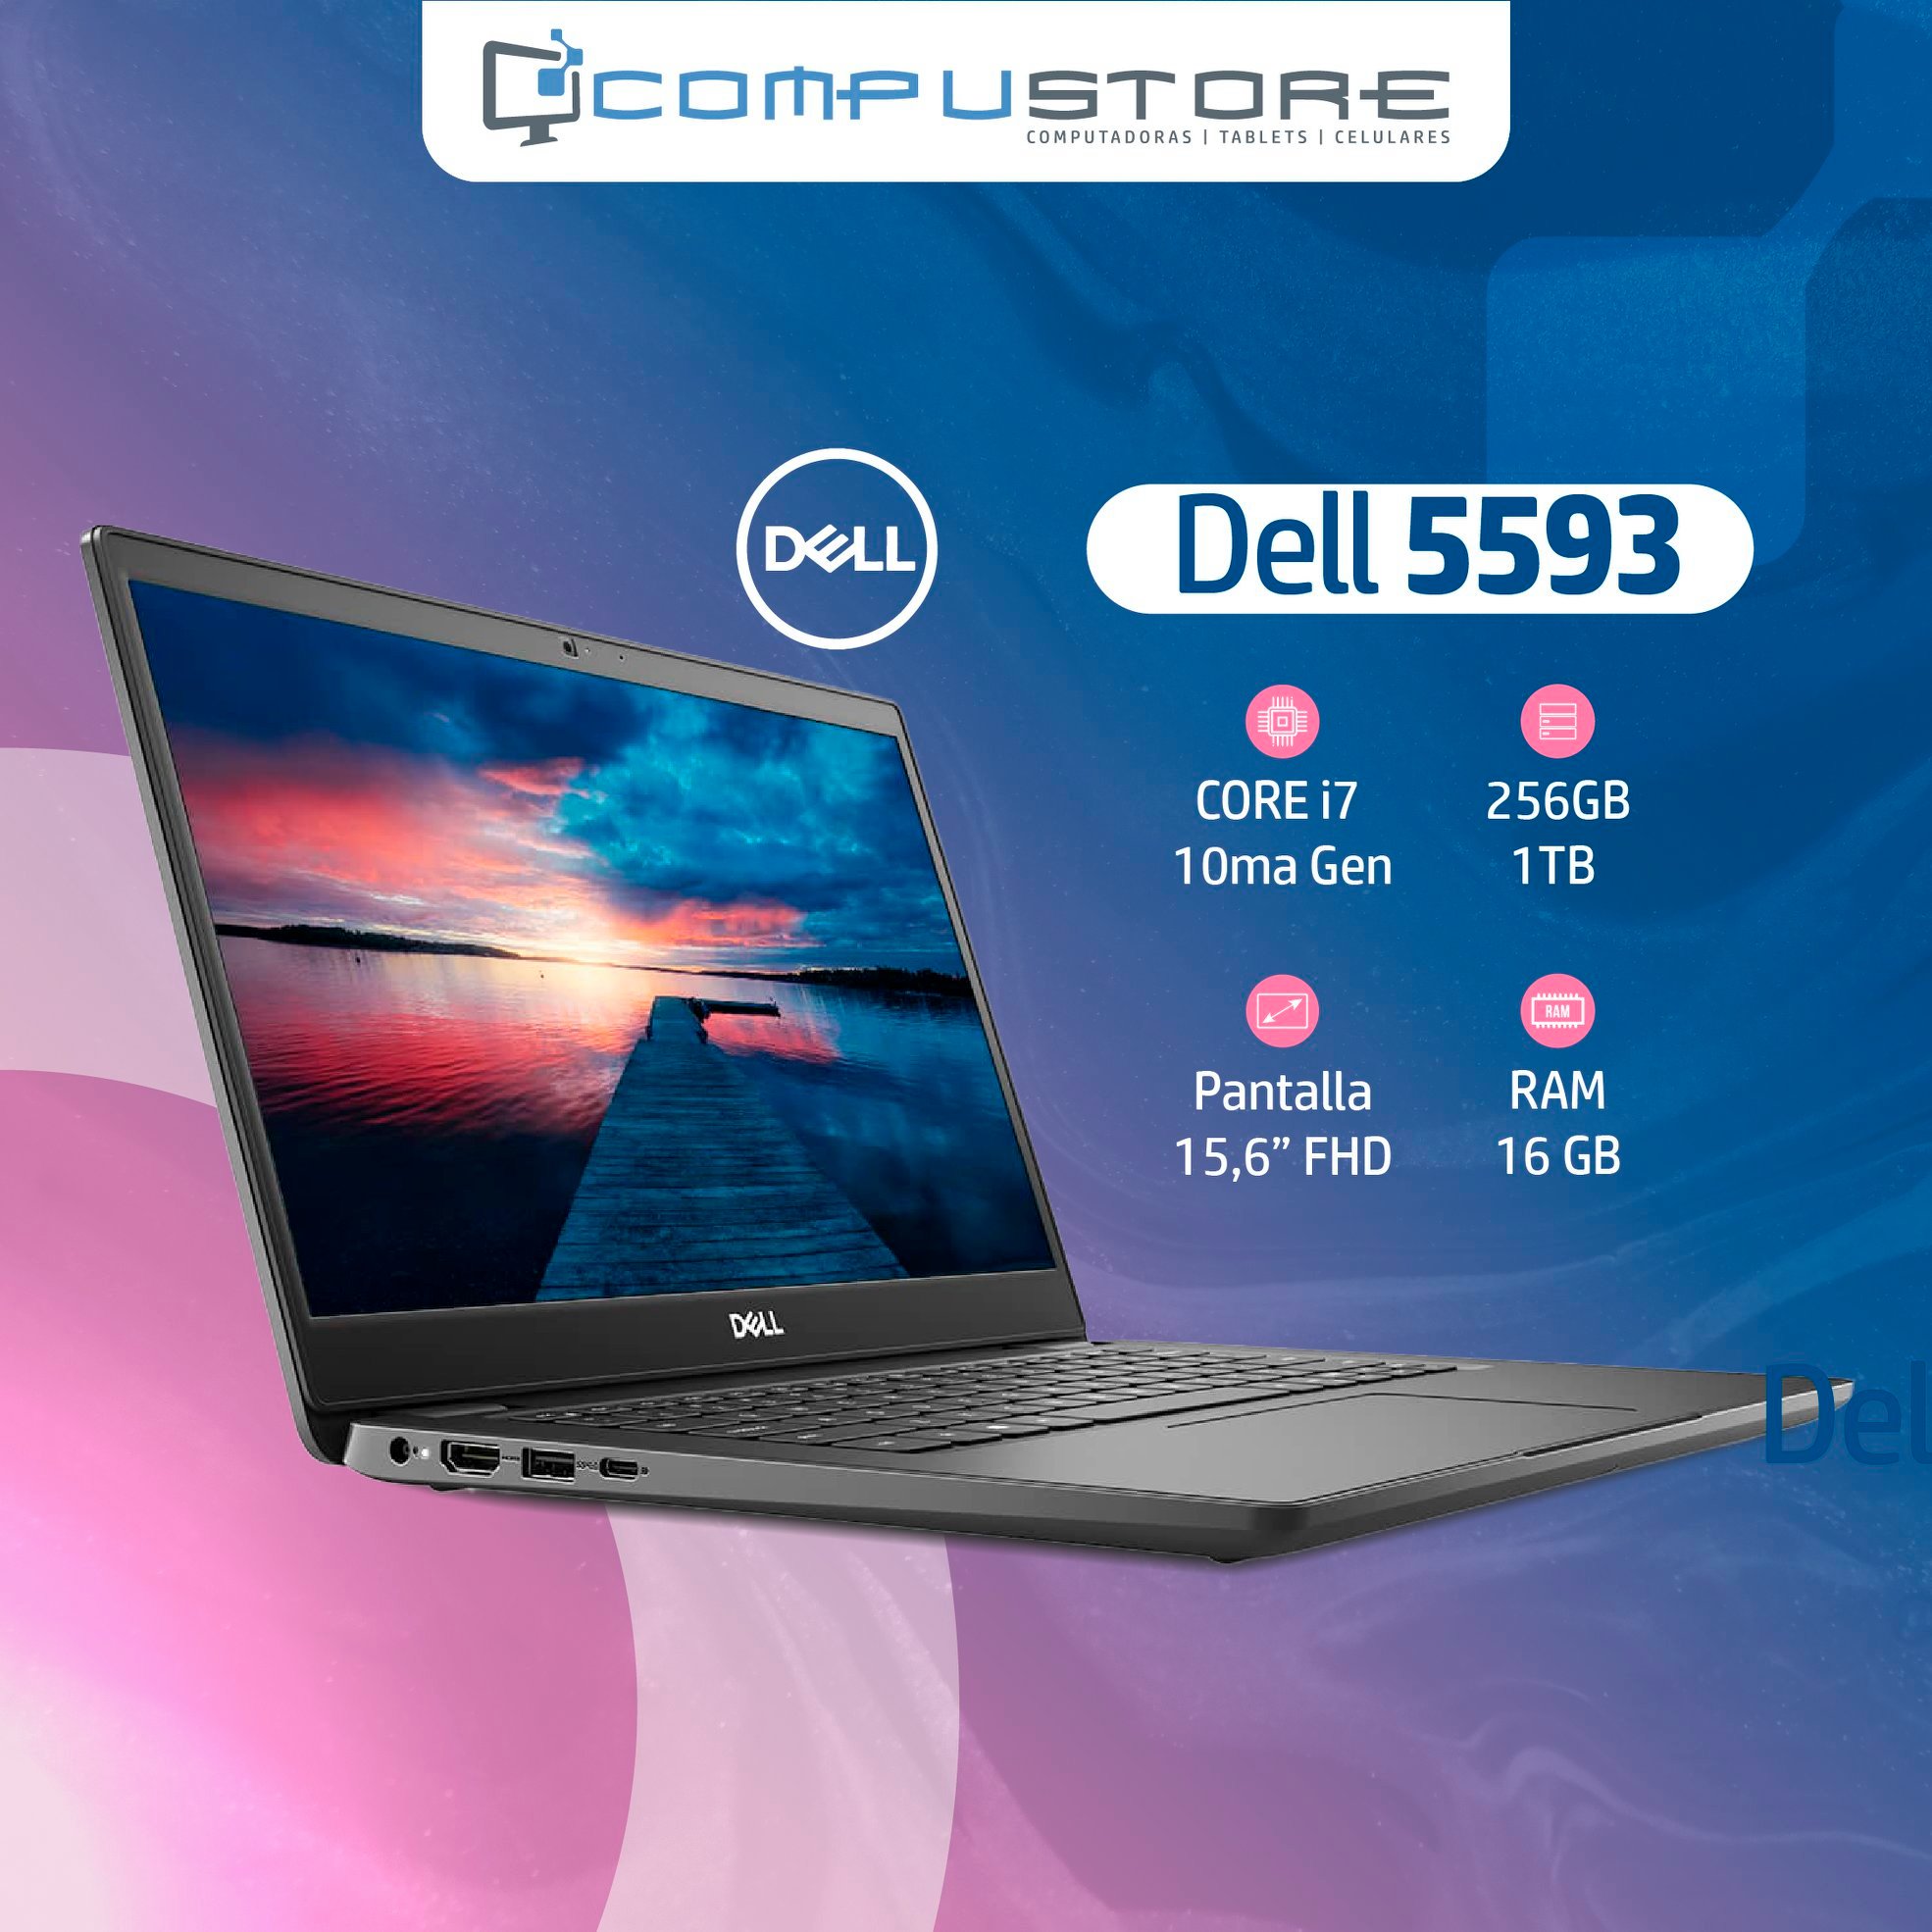 COMPUSTORE
COMPUTADORAS | TABLETS | CELULARES
DELL
Dell 5593
CORE i7
10ma Gen
256GB
1TB
RAM
Pantalla
15,6” FHD
RAM
16 GB
DELL
Del